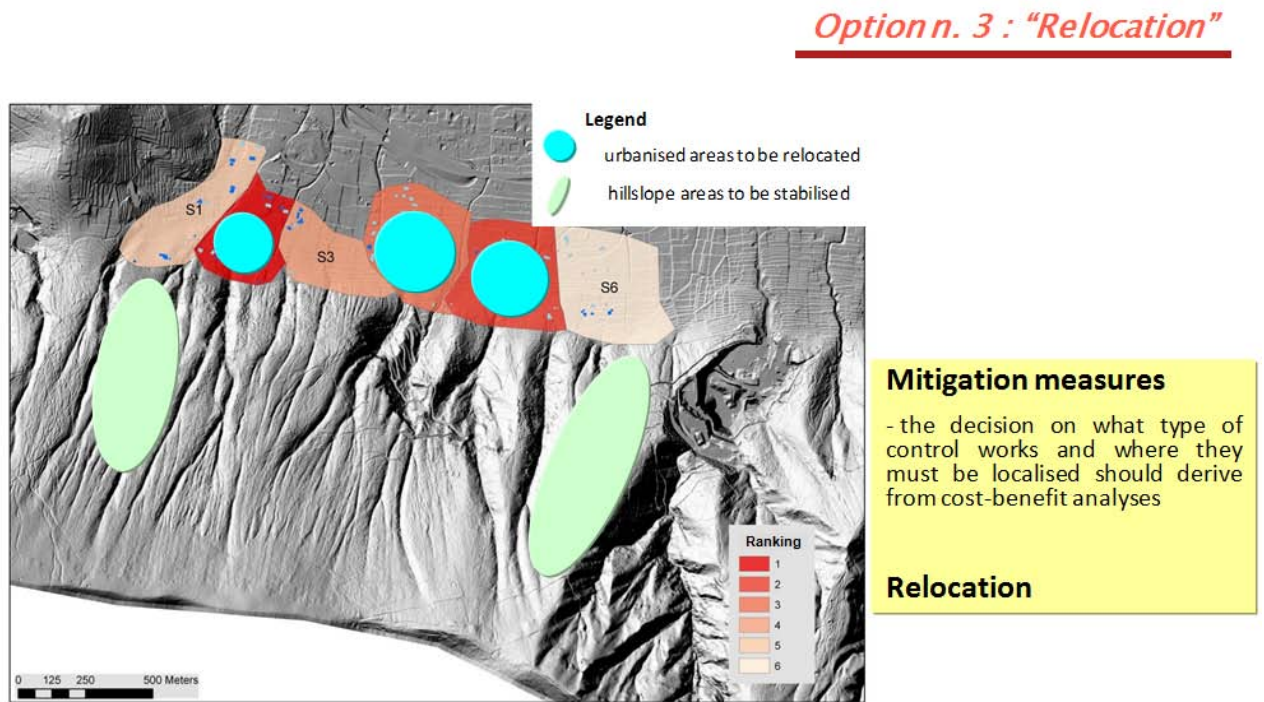 Option n. 3 : “Relocation”
Legend
urbanised areas to be relocated
hillslope areas to be stabilised
S1
S3
S6
Mitigation measures
- the decision on what type of
control works and where they
must be localised should derive
from cost-benefit analyses
Relocation
Ranking
1
2
3
4
5
6
0 125 250 500 Meters